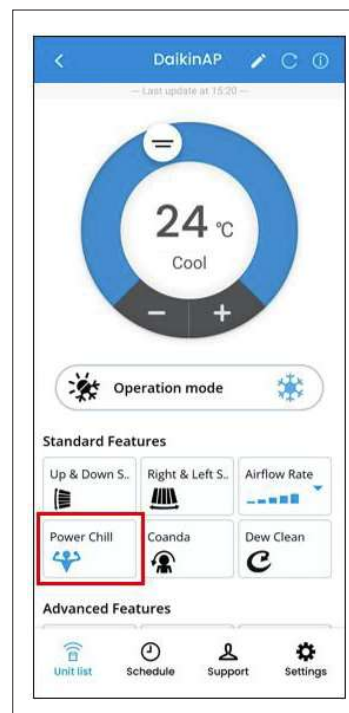 DaikinAP
— Last update at 15:20 —
24 °C
Cool
Operation mode
Standard Features
Up & Down S..
Right & Left S..
Airflow Rate
Power Chill
Coanda
Dew Clean
Advanced Features
Unit list
Schedule
Support
Settings